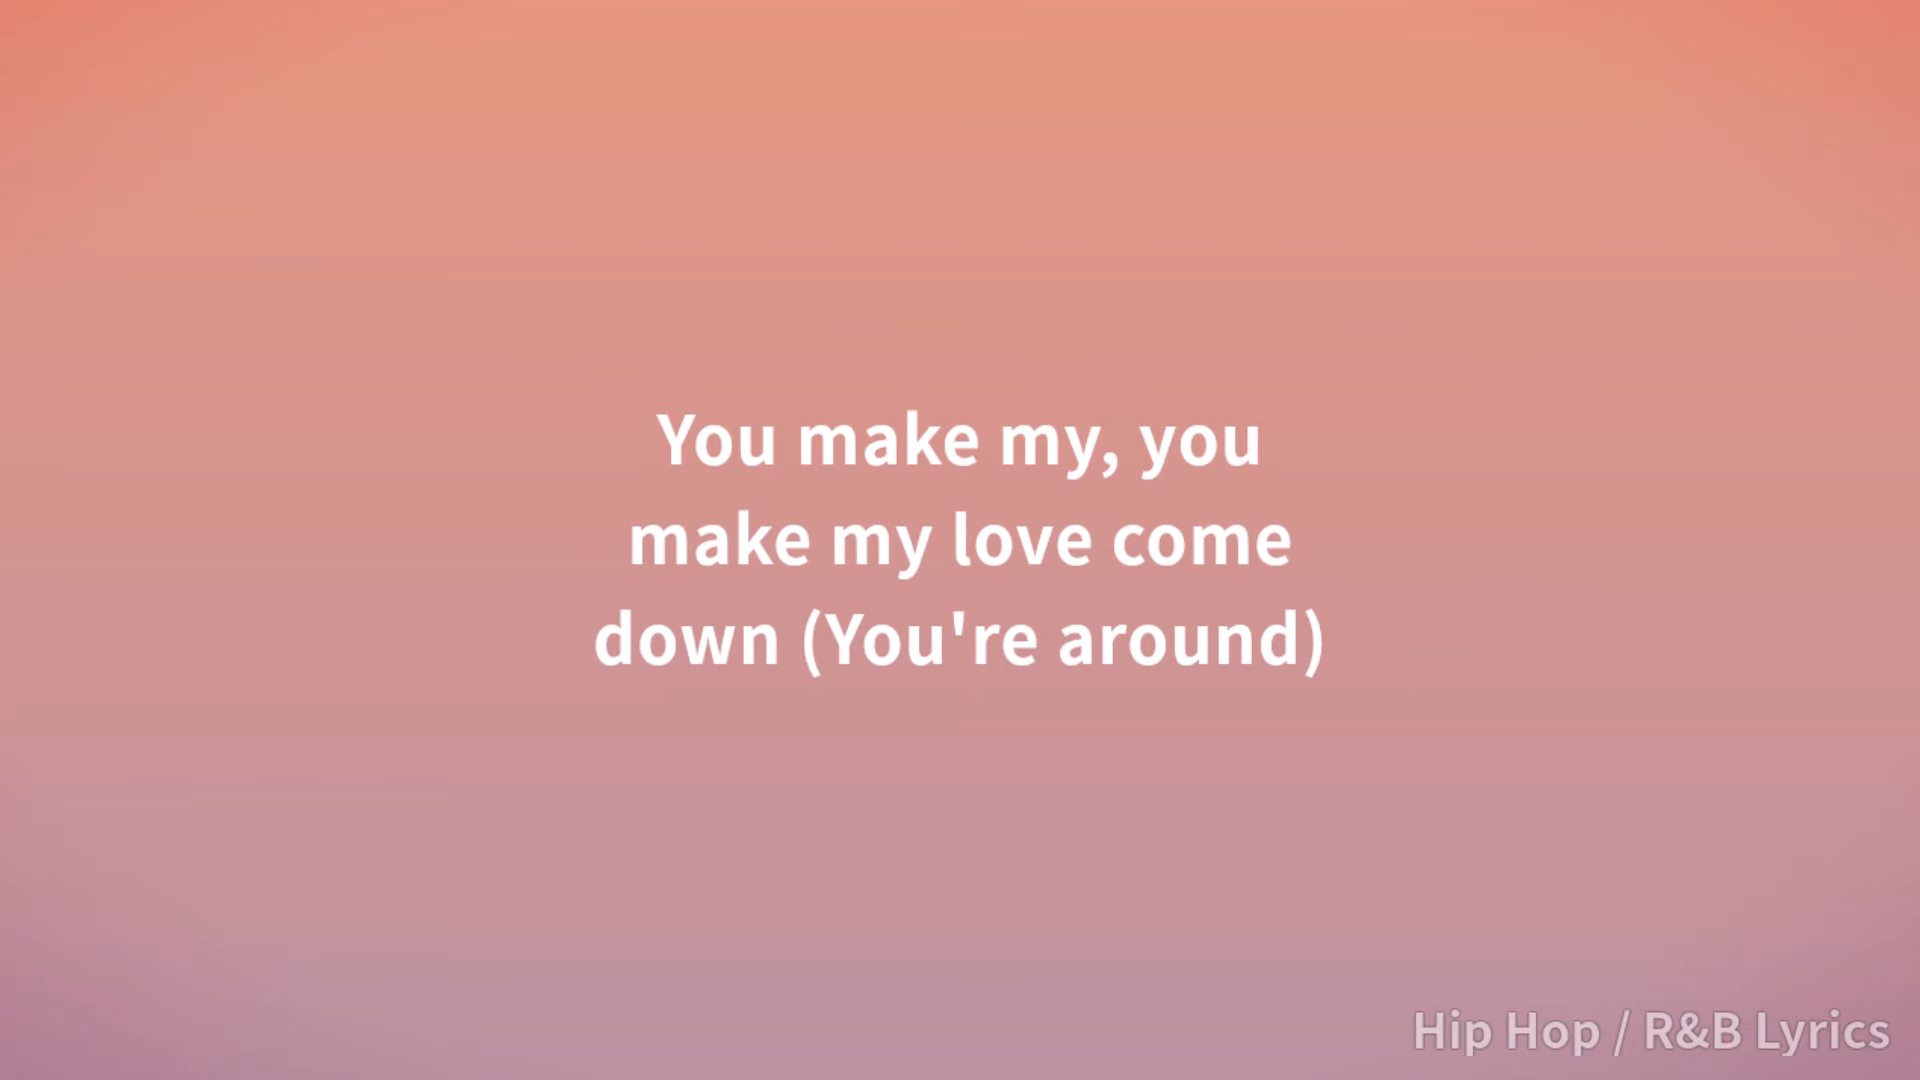 You make my, you
make my love come
down (You're around)
Hip Hop / R&B Lyrics